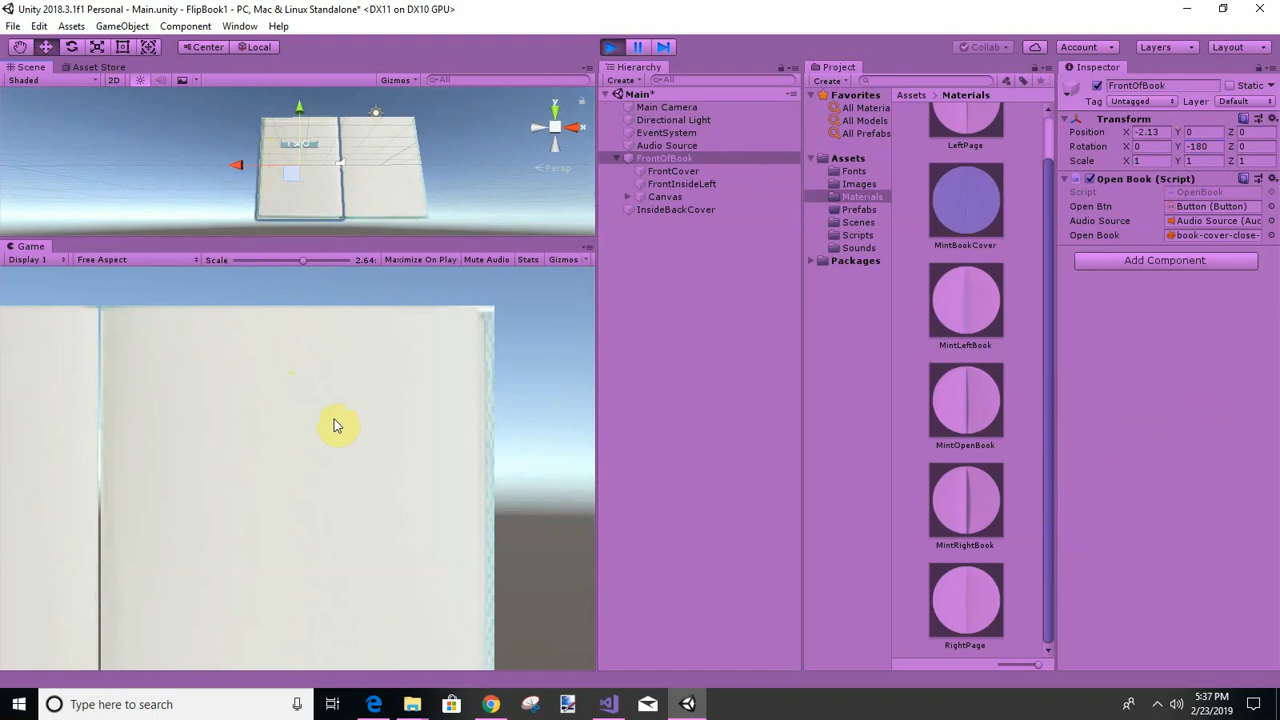 Unity 2018.3.1f1 Personal - Main.unity - FlipBook1 - PC, Mac & Linux Standalone* <DX11 on DX10 GPU>
File Edit Assets GameObject Component Window Help
Center Local Collab Account Layers Layout
Scene Asset Store
Shaded 2D Gizmos All
y
x
Persp
Game
Display 1 Free Aspect Scale 2.64: Maximize On Play Mute Audio Stats Gizmos
Hierarchy
Create All
Main*
Main Camera
Directional Light
EventSystem
Audio Source
FrontOfBook
FrontCover
FrontInsideLeft
Canvas
InsideBackCover
Project
Create
Favorites
All Materia
All Models
All Prefabs
Assets
Fonts
Images
Materials
Prefabs
Scenes
Scripts
Sounds
Packages
Assets Materials
LeftPage
MintBookCover
MintLeftBook
MintOpenBook
MintRightBook
RightPage
Inspector
FrontOfBook Static
Tag Untagged Layer Default
Transform
Position X -2.13 Y 0 Z 0
Rotation X 0 Y -180 Z 0
Scale X 1 Y 1 Z 1
Open Book (Script)
Script OpenBook
Open Btn Button (Button)
Audio Source Audio Source (Auc
Open Book book-cover-close-
Add Component
Type here to search
5:37 PM
2/23/2019